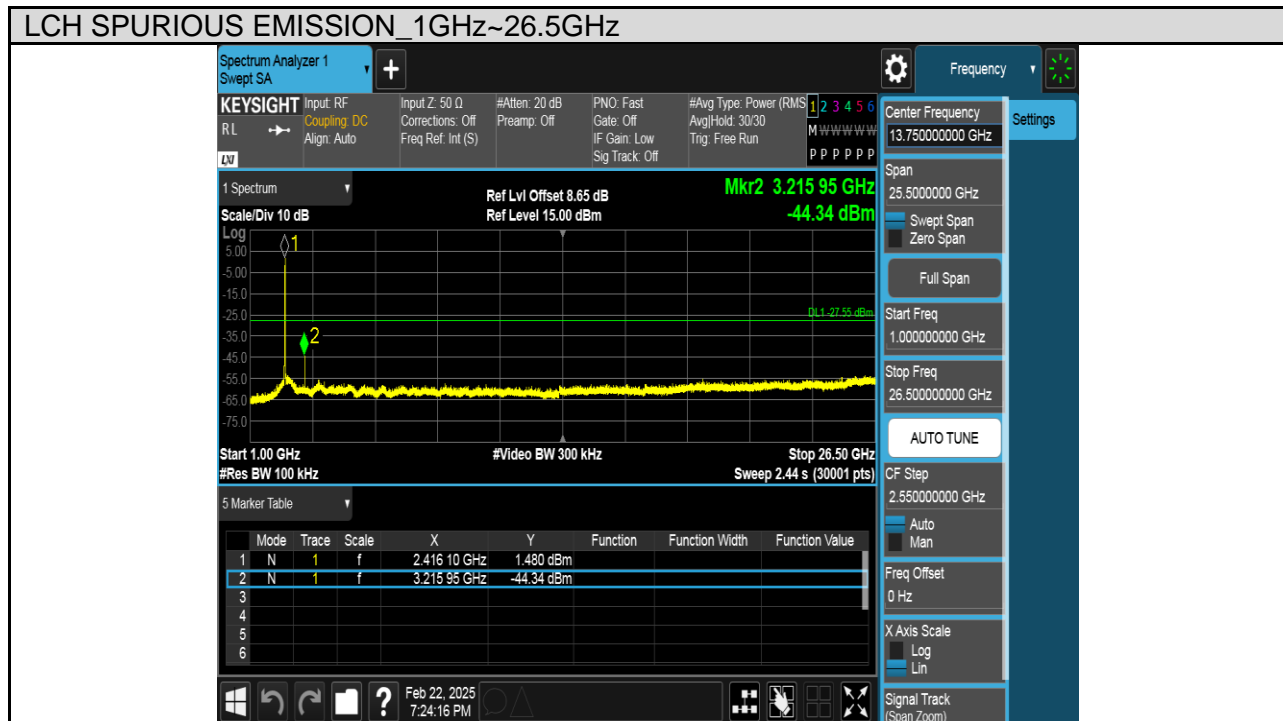 LCH SPURIOUS EMISSION_1GHz~26.5GHz
Spectrum Analyzer 1
Swept SA
+
Frequency
KEYSIGHT
RL
LXI
Input: RF
Coupling: DC
Align: Auto
Input Z: 50 Ω
Corrections: Off
Freq Ref: Int (S)
#Atten: 20 dB
Preamp: Off
PNO: Fast
Gate: Off
IF Gain: Low
Sig Track: Off
#Avg Type: Power (RMS
Avg|Hold: 30/30
Trig: Free Run
1 2 3 4 5 6
M W W W W W
P P P P P P
1 Spectrum
Ref Lvl Offset 8.65 dB
Mkr2 3.215 95 GHz
Scale/Div 10 dB
Ref Level 15.00 dBm
-44.34 dBm
Log
5.00
-5.00
-15.0
-25.0
-35.0
-45.0
-55.0
-65.0
-75.0
1
2
DL1 -27.55 dBm
Start 1.00 GHz
#Video BW 300 kHz
Stop 26.50 GHz
#Res BW 100 kHz
Sweep 2.44 s (30001 pts)
5 Marker Table
Mode Trace Scale X Y Function Function Width Function Value
1 N 1 f 2.416 10 GHz 1.480 dBm
2 N 1 f 3.215 95 GHz -44.34 dBm
3
4
5
6
Feb 22, 2025
7:24:16 PM
?
Center Frequency
13.750000000 GHz
Settings
Span
25.5000000 GHz
Swept Span
Zero Span
Full Span
Start Freq
1.000000000 GHz
Stop Freq
26.500000000 GHz
AUTO TUNE
CF Step
2.550000000 GHz
Auto
Man
Freq Offset
0 Hz
X Axis Scale
Log
Lin
Signal Track
(Span Zoom)